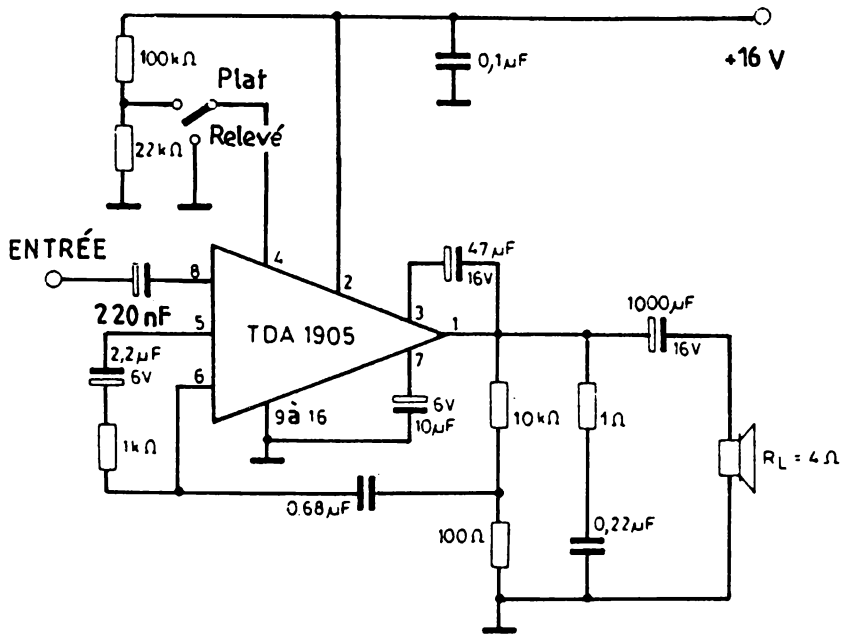 100kΩ
Plat
0,1µF
+16 V
Relevé
22kΩ
ENTRÉE
4
47µF
16V
8
2
3
220nF
1000µF
16V
5
TDA 1905
1
2,2µF
6V
6
7
6V
10µF
10kΩ
1Ω
9 à 16
1kΩ
RL = 4Ω
0.68µF
100Ω
0,22µF